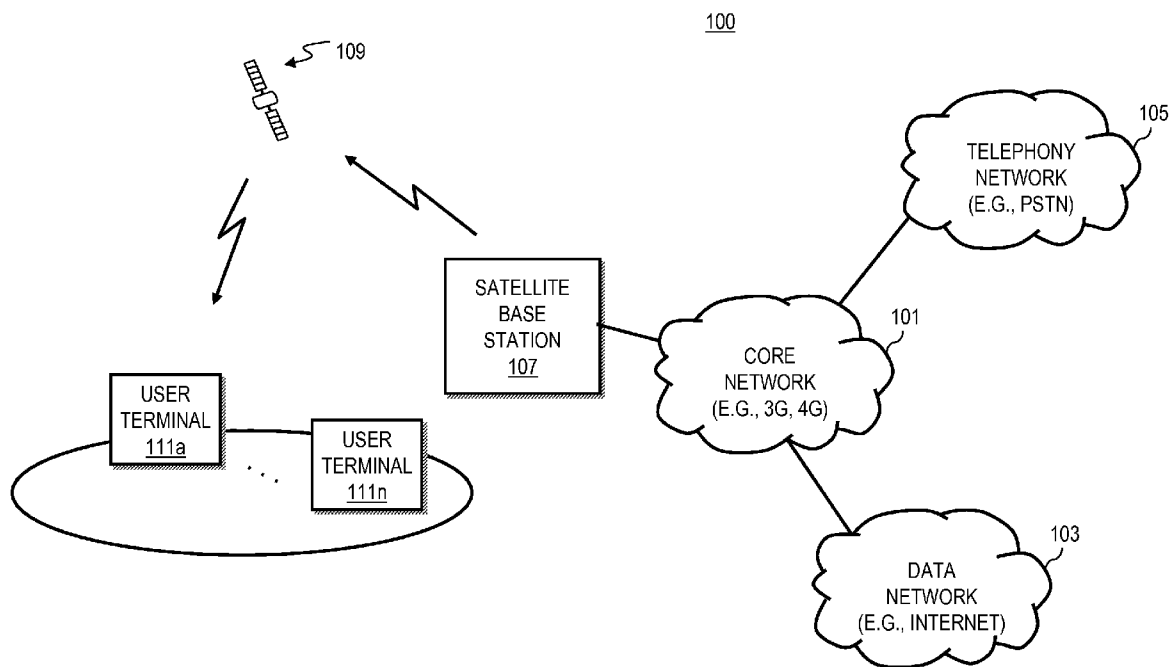 100
109
105
TELEPHONY
NETWORK
(E.G., PSTN)
SATELLITE
BASE
STATION
107
101
CORE
NETWORK
(E.G., 3G, 4G)
USER
TERMINAL
111a
. . .
USER
TERMINAL
111n
103
DATA
NETWORK
(E.G., INTERNET)